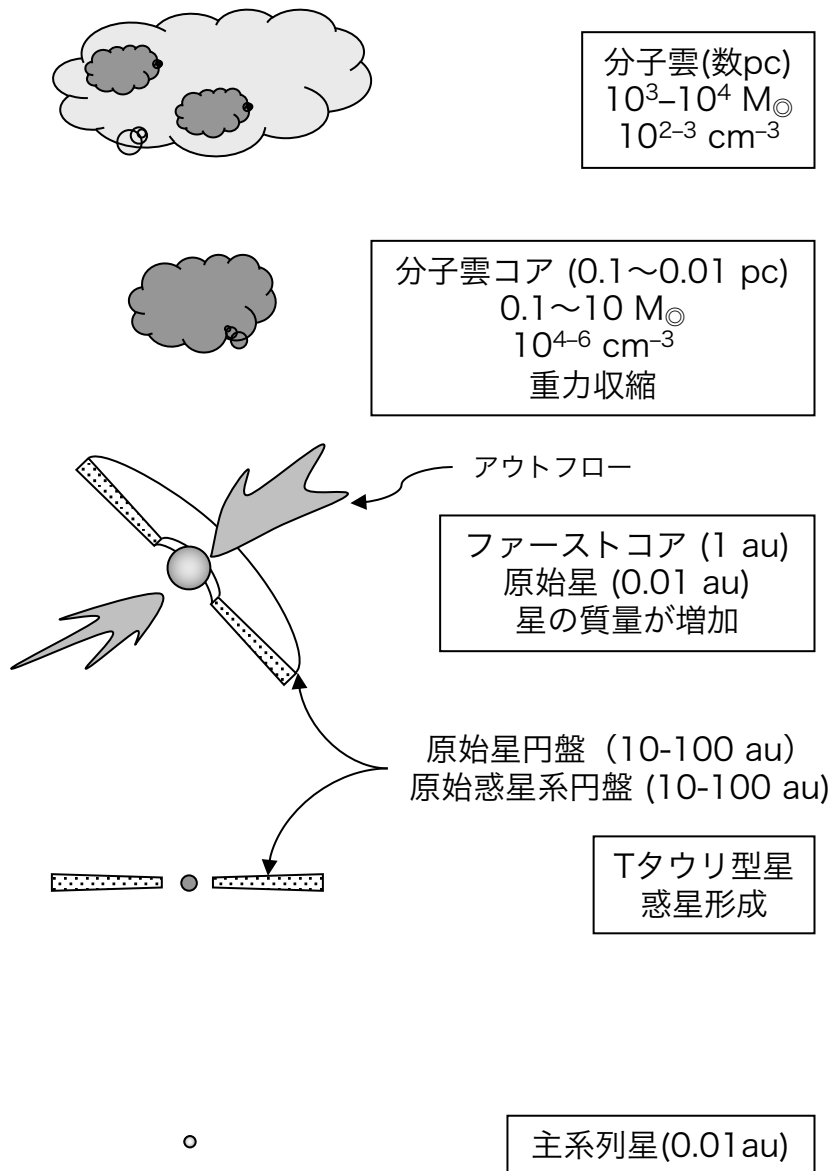 分子雲(数pc)
10³–10⁴ M◎
10²⁻³ cm⁻³
分子雲コア (0.1〜0.01 pc)
0.1〜10 M◎
10⁴⁻⁶ cm⁻³
重力収縮
アウトフロー
ファーストコア (1 au)
原始星 (0.01 au)
星の質量が増加
原始星円盤（10-100 au）
原始惑星系円盤 (10-100 au)
Tタウリ型星
惑星形成
主系列星(0.01au)